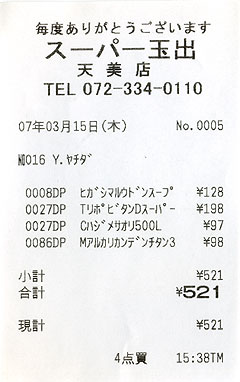 毎度ありがとうございます
スーパー玉出
天美店
TEL 072-334-0110
07年03月15日(木) No.0005
№016 Y.ヤチダ
0008DP ヒガシマルウドンスープ ¥128
0027DP TリポビタンDスーパー ¥198
0027DP Cハジメサオリ500L ¥97
0086DP Mアルカリカンデンチタン3 ¥98
小計 ¥521
合計 ¥521
現計 ¥521
4点買 15:38TM